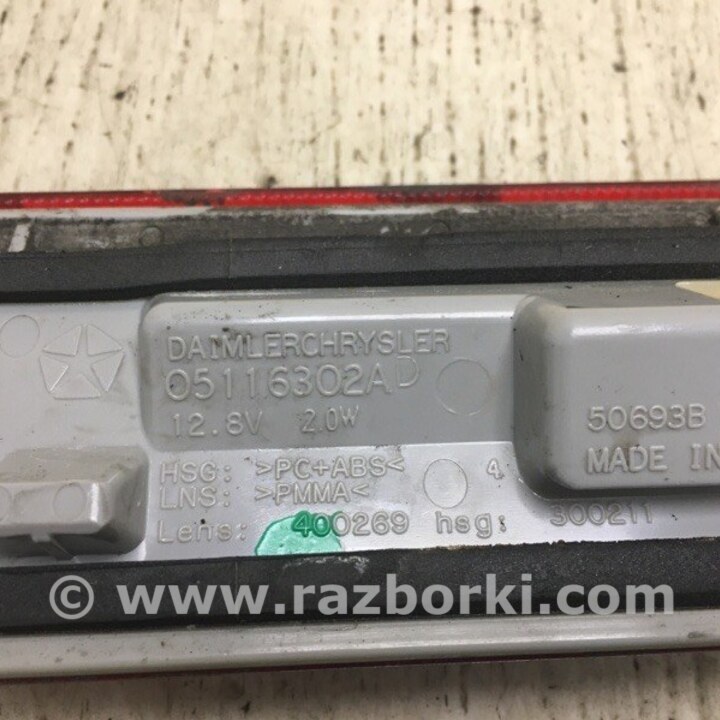 DAIMLERCHRYSLER
05116302AD
12.8V 2.0W
50693B
MADE IN
HSG: >PC+ABS< 4
LNS: >PMMA<
Lens: 400269 hsg: 300211
© www.razborki.com